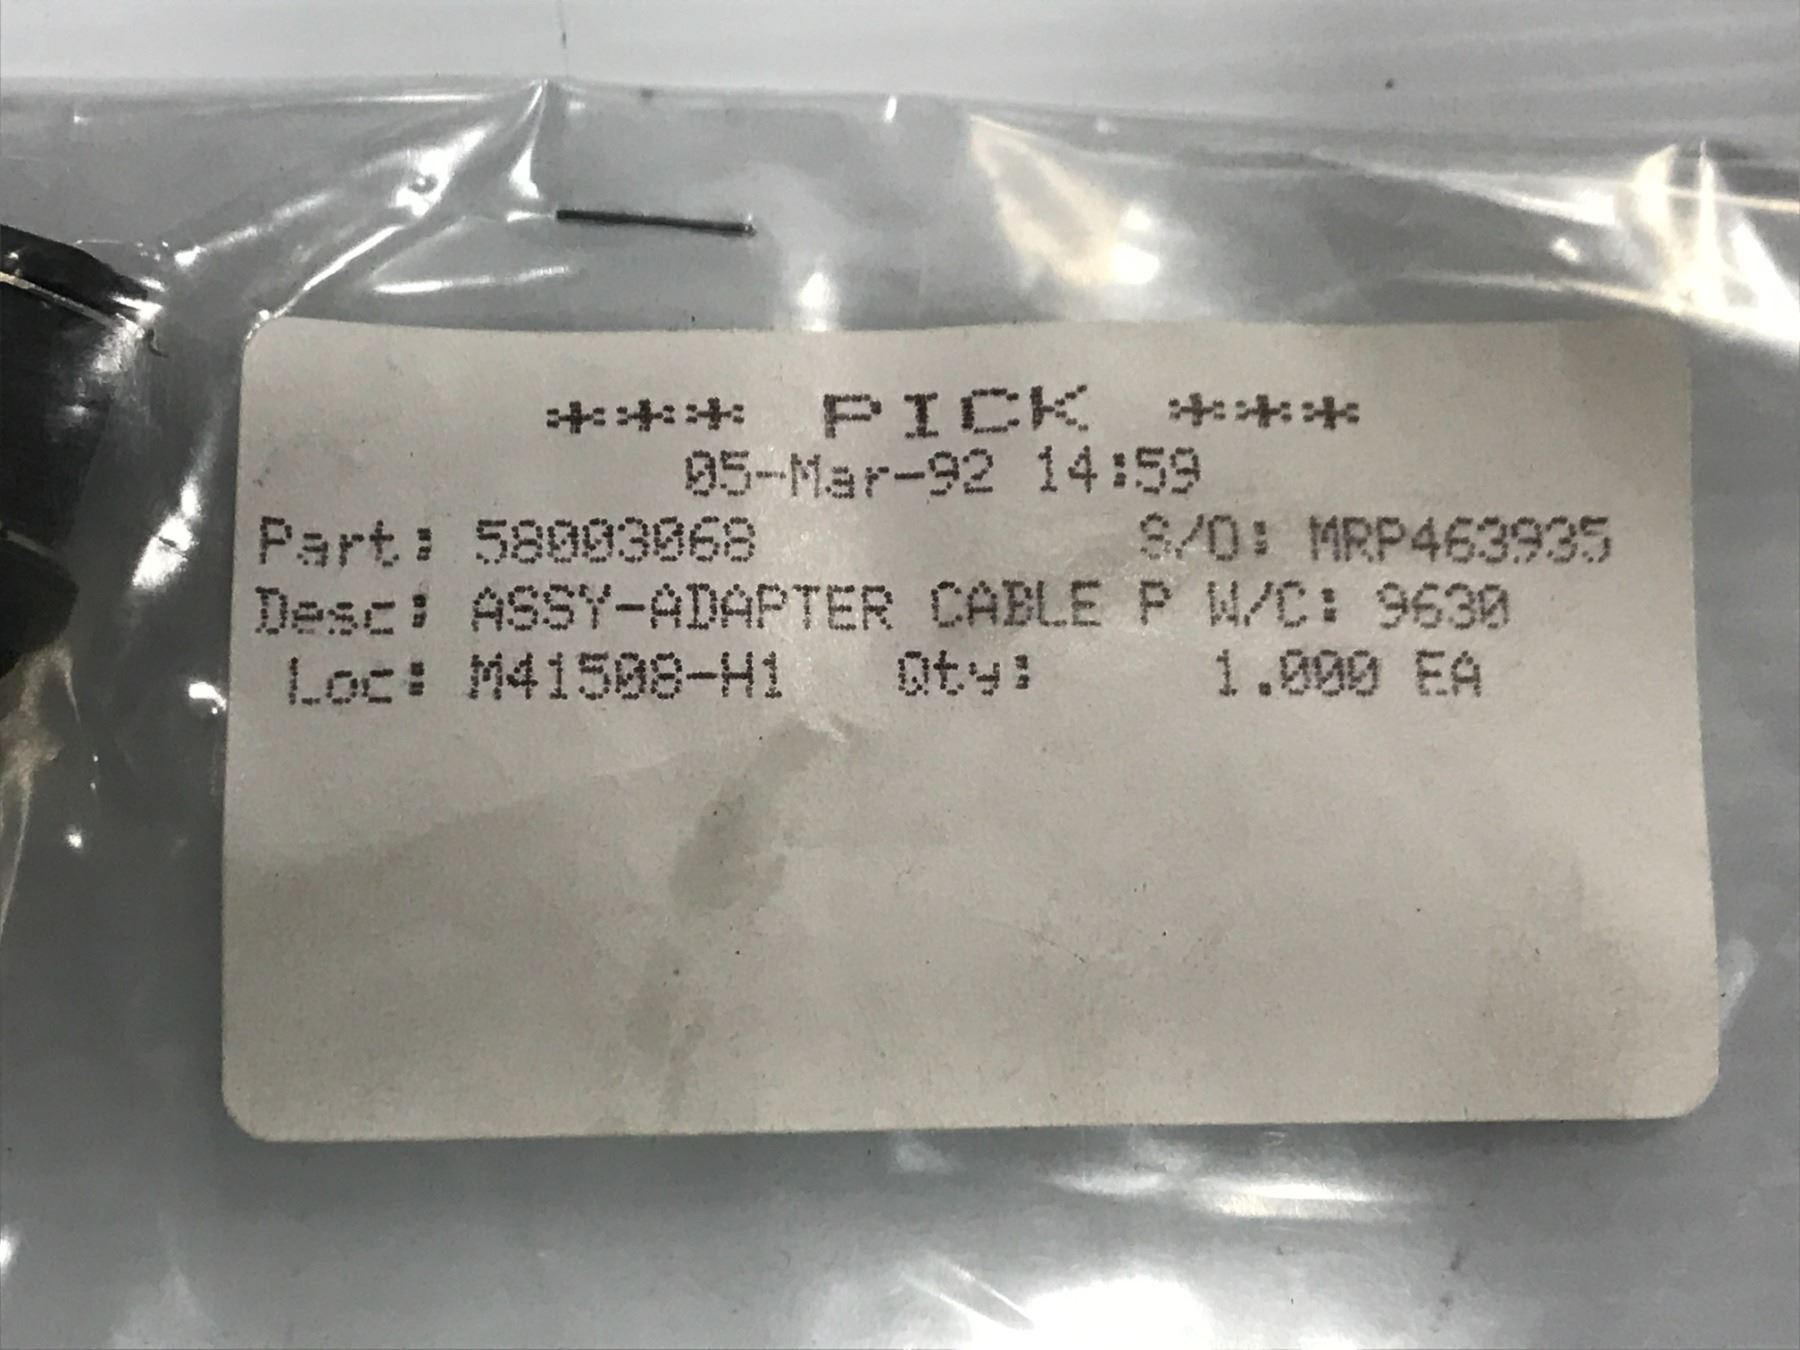 *** PICK ***
05-Mar-92 14:59
Part: 58003068 S/O: MRP463935
Desc: ASSY-ADAPTER CABLE P W/C: 9630
Loc: M41508-H1 Qty: 1.000 EA